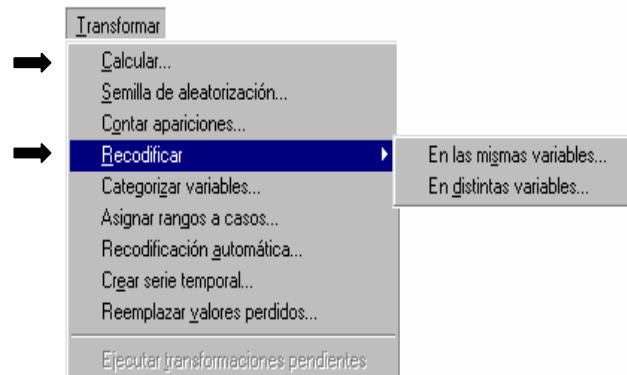 Transformar
Calcular...
Semilla de aleatorización...
Contar apariciones...
Recodificar
En las mismas variables...
En distintas variables...
Categorizar variables...
Asignar rangos a casos...
Recodificación automática...
Crear serie temporal...
Reemplazar valores perdidos...
Ejecutar transformaciones pendientes